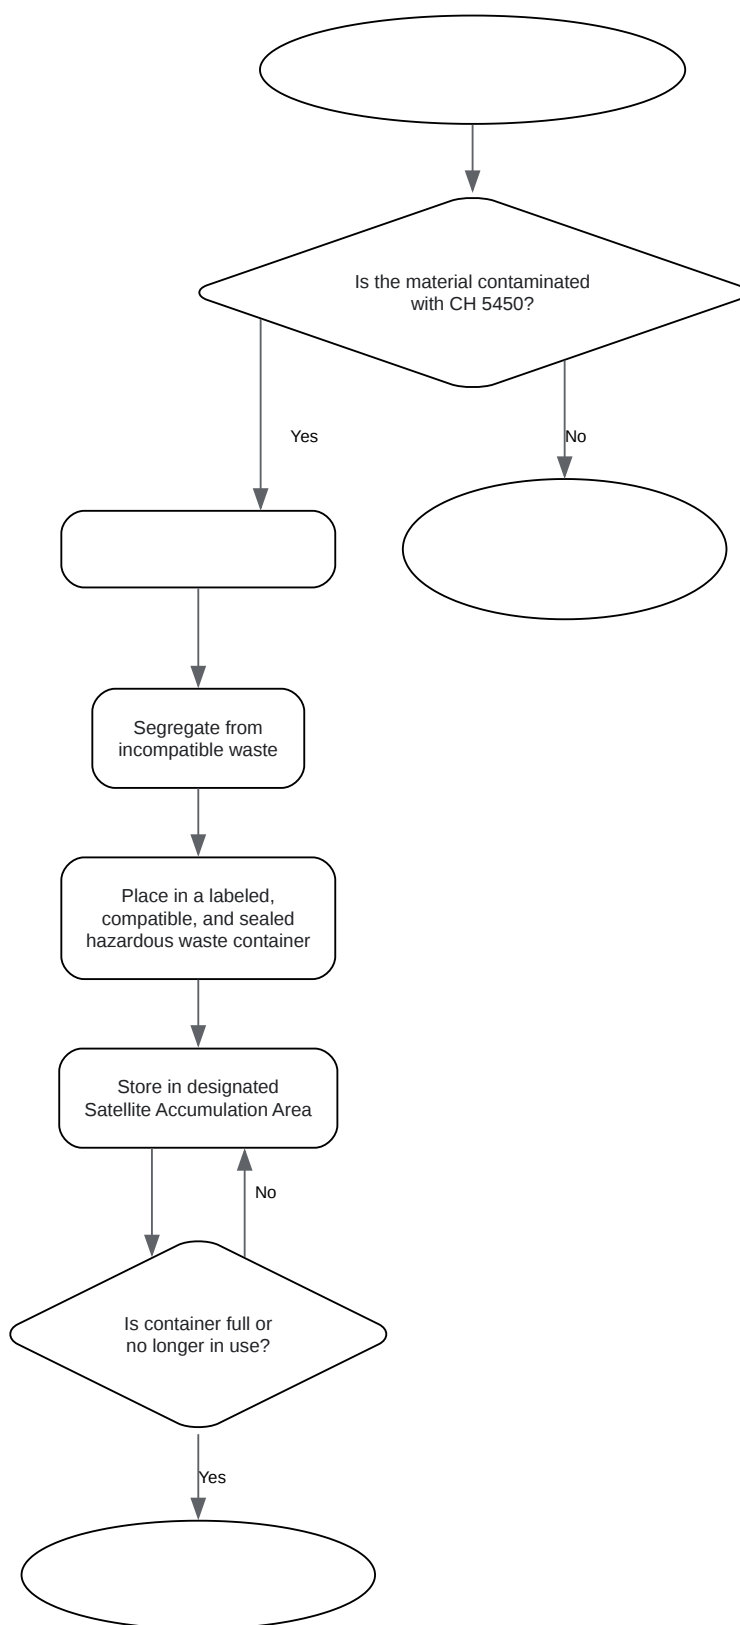 Is the material contaminated
with CH 5450?
Yes
No
Segregate from
incompatible waste
Place in a labeled,
compatible, and sealed
hazardous waste container
Store in designated
Satellite Accumulation Area
No
Is container full or
no longer in use?
Yes